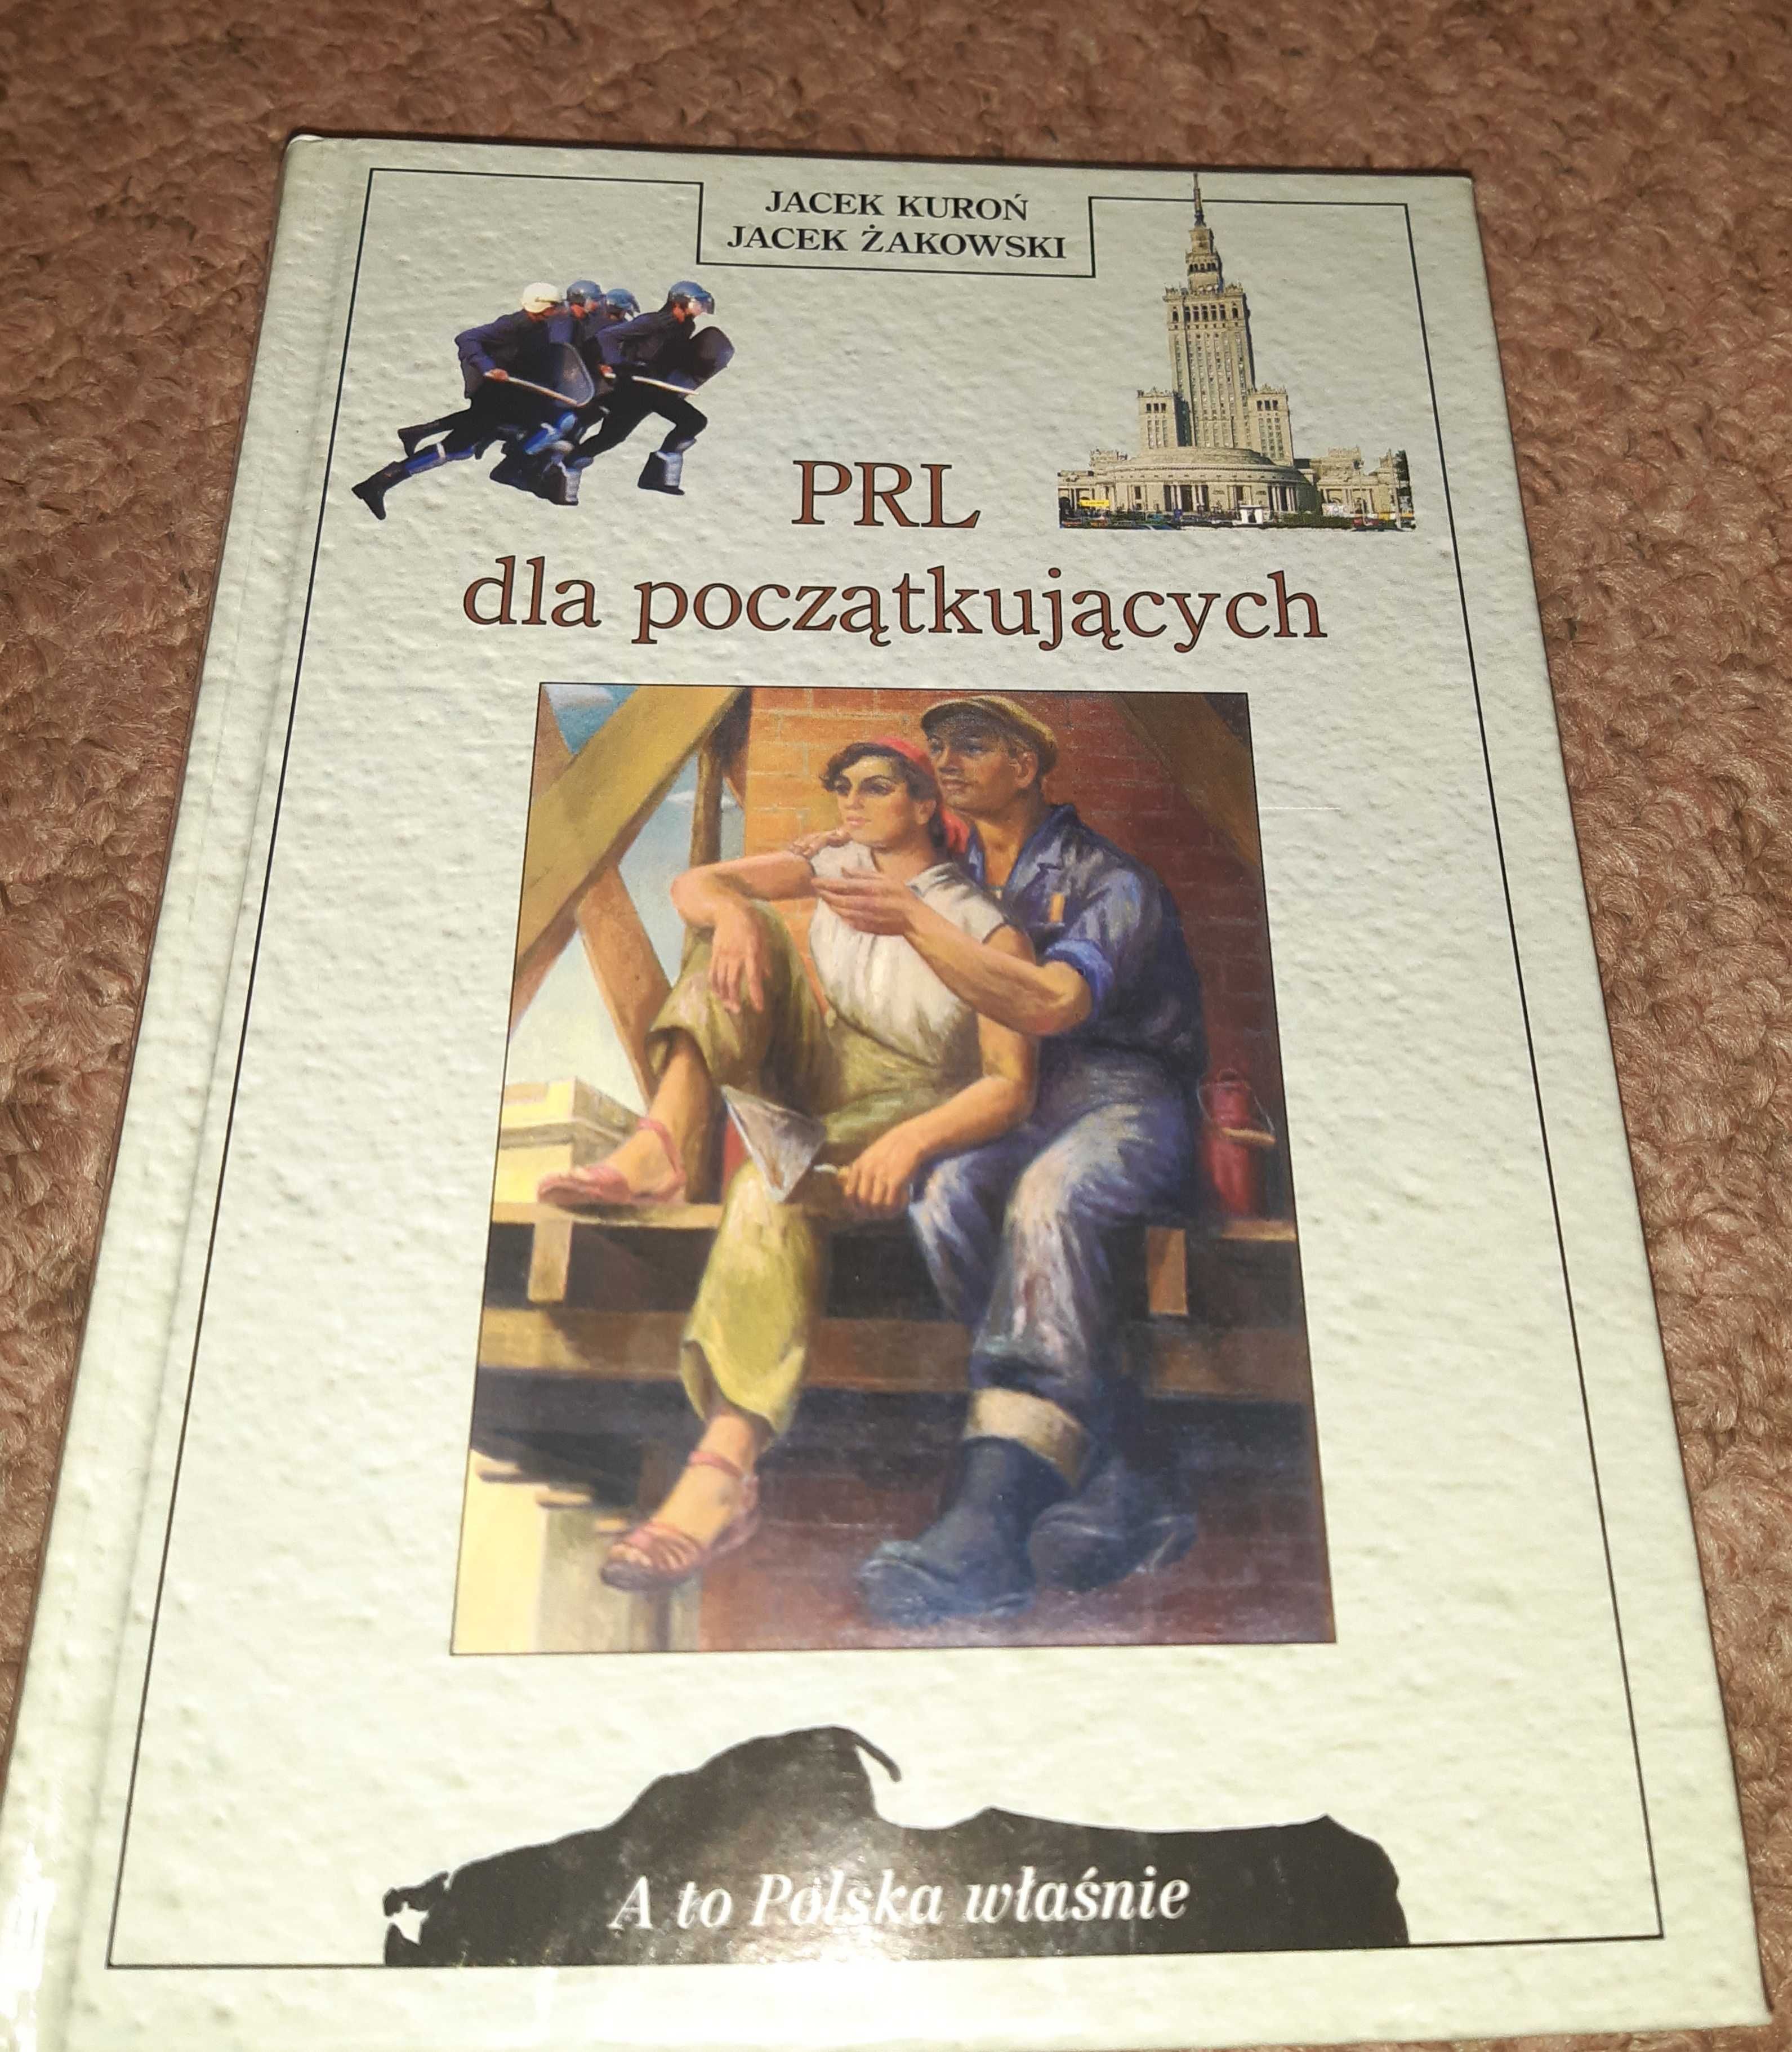 JACEK KUROŃ
JACEK ŻAKOWSKI
PRL
dla początkujących
A to Polska właśnie